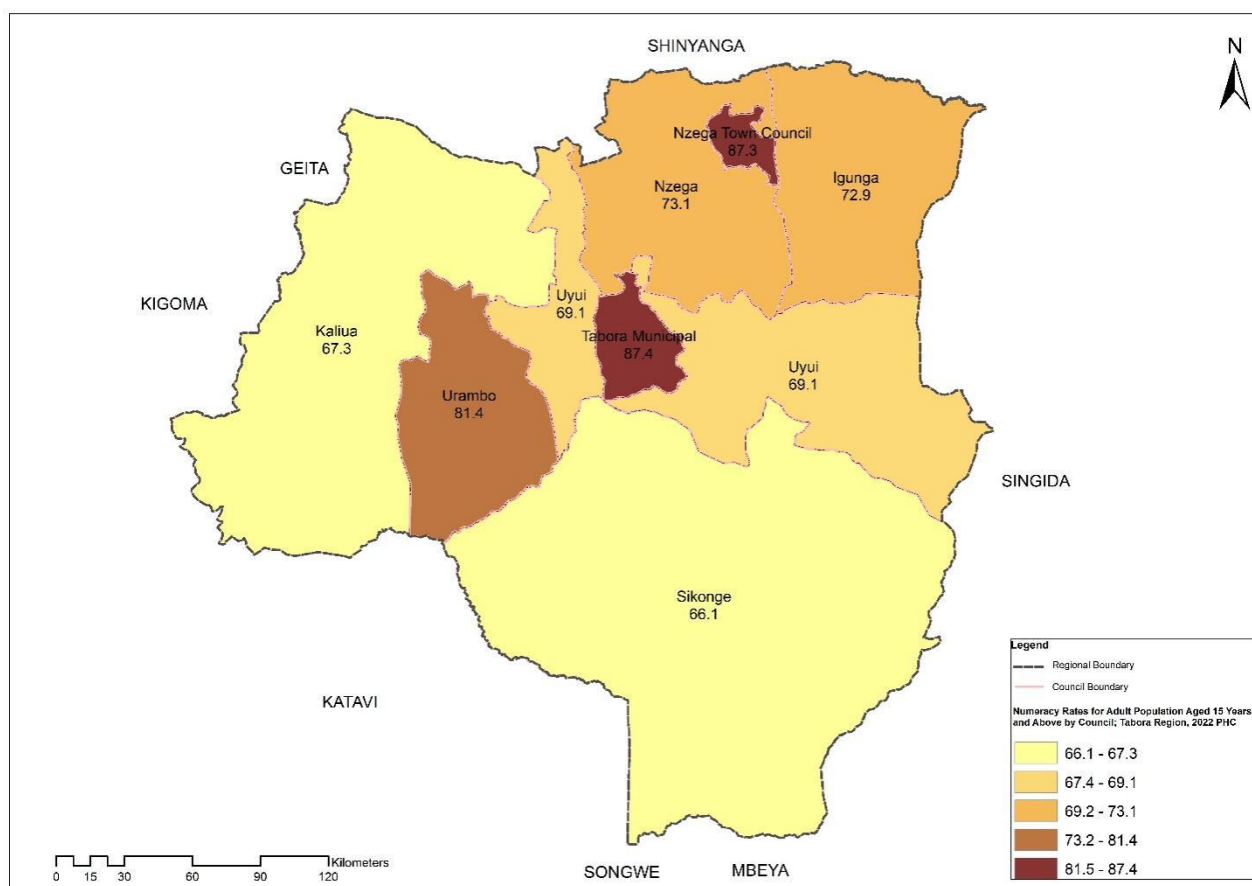 SHINYANGA
N
Nzega Town Council
87.3
GEITA
Igunga
72.9
Nzega
73.1
KIGOMA
Uyui
69.1
Kaliua
67.3
Tabora Municipal
87.4
Uyui
69.1
Urambo
81.4
SINGIDA
Sikonge
66.1
KATAVI
Legend
Regional Boundary
Council Boundary
Numeracy Rates for Adult Population Aged 15 Years
and Above by Council; Tabora Region, 2022 PHC
66.1 - 67.3
67.4 - 69.1
69.2 - 73.1
73.2 - 81.4
81.5 - 87.4
Kilometers
0 15 30 60 90 120
SONGWE
MBEYA